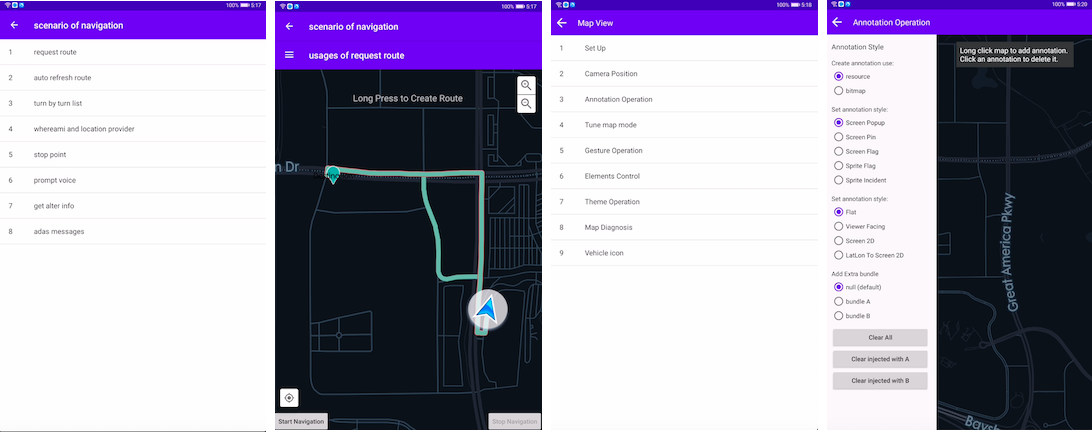 100% 5:17
scenario of navigation
1 request route
2 auto refresh route
3 turn by turn list
4 whereami and location provider
5 stop point
6 prompt voice
7 get alter info
8 adas messages
100% 5:17
scenario of navigation
usages of request route
Long Press to Create Route
n Dr
Start Navigation
Stop Navigation
100% 5:18
Map View
1 Set Up
2 Camera Position
3 Annotation Operation
4 Tune map mode
5 Gesture Operation
6 Elements Control
7 Theme Operation
8 Map Diagnosis
9 Vehicle icon
100% 5:20
Annotation Operation
Annotation Style
Create annotation use:
resource
bitmap
Set annotation style:
Screen Popup
Screen Pin
Screen Flag
Sprite Flag
Sprite Incident
Set annotation style:
Flat
Viewer Facing
Screen 2D
LatLon To Screen 2D
Add Extra bundle
null (default)
bundle A
bundle B
Clear All
Clear injected with A
Clear injected with B
Long click map to add annotation.
Click an annotation to delete it.
Great America Pkwy
Baysh